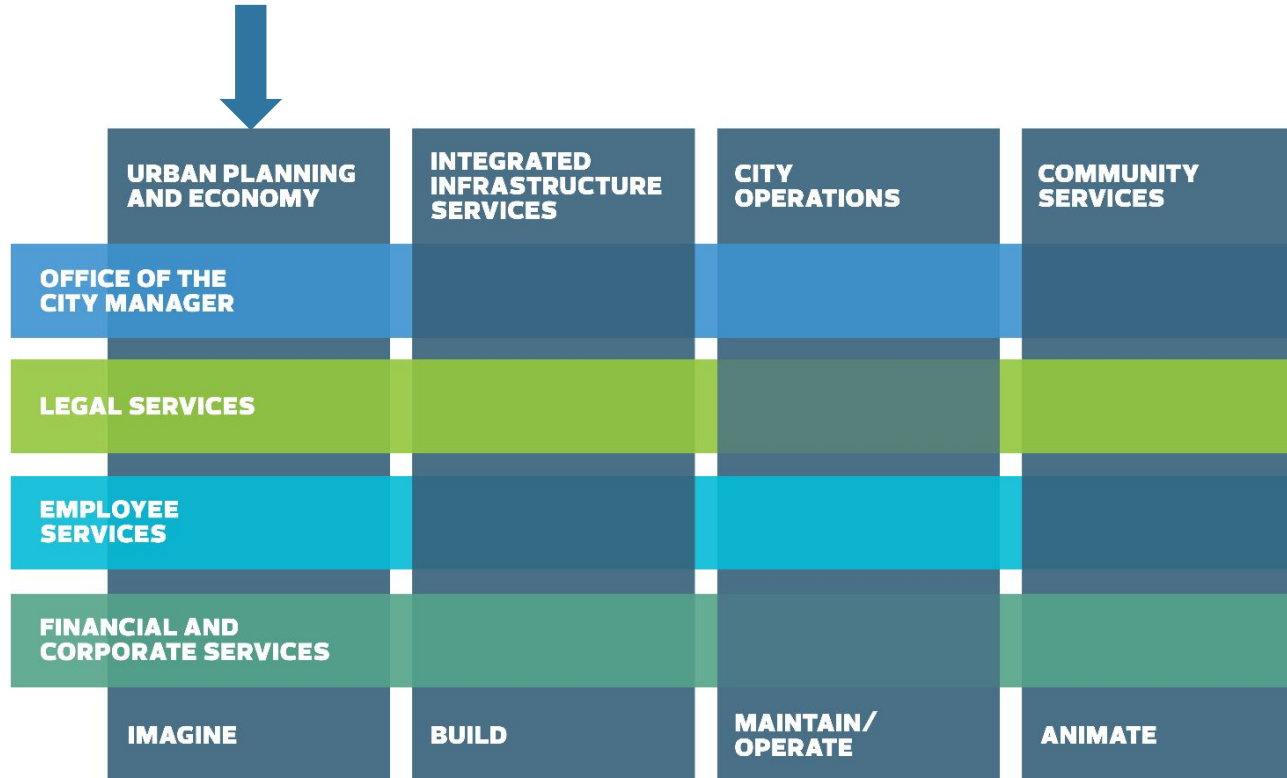 URBAN PLANNING
AND ECONOMY
INTEGRATED
INFRASTRUCTURE
SERVICES
CITY
OPERATIONS
COMMUNITY
SERVICES
OFFICE OF THE
CITY MANAGER
LEGAL SERVICES
EMPLOYEE
SERVICES
FINANCIAL AND
CORPORATE SERVICES
IMAGINE
BUILD
MAINTAIN/
OPERATE
ANIMATE